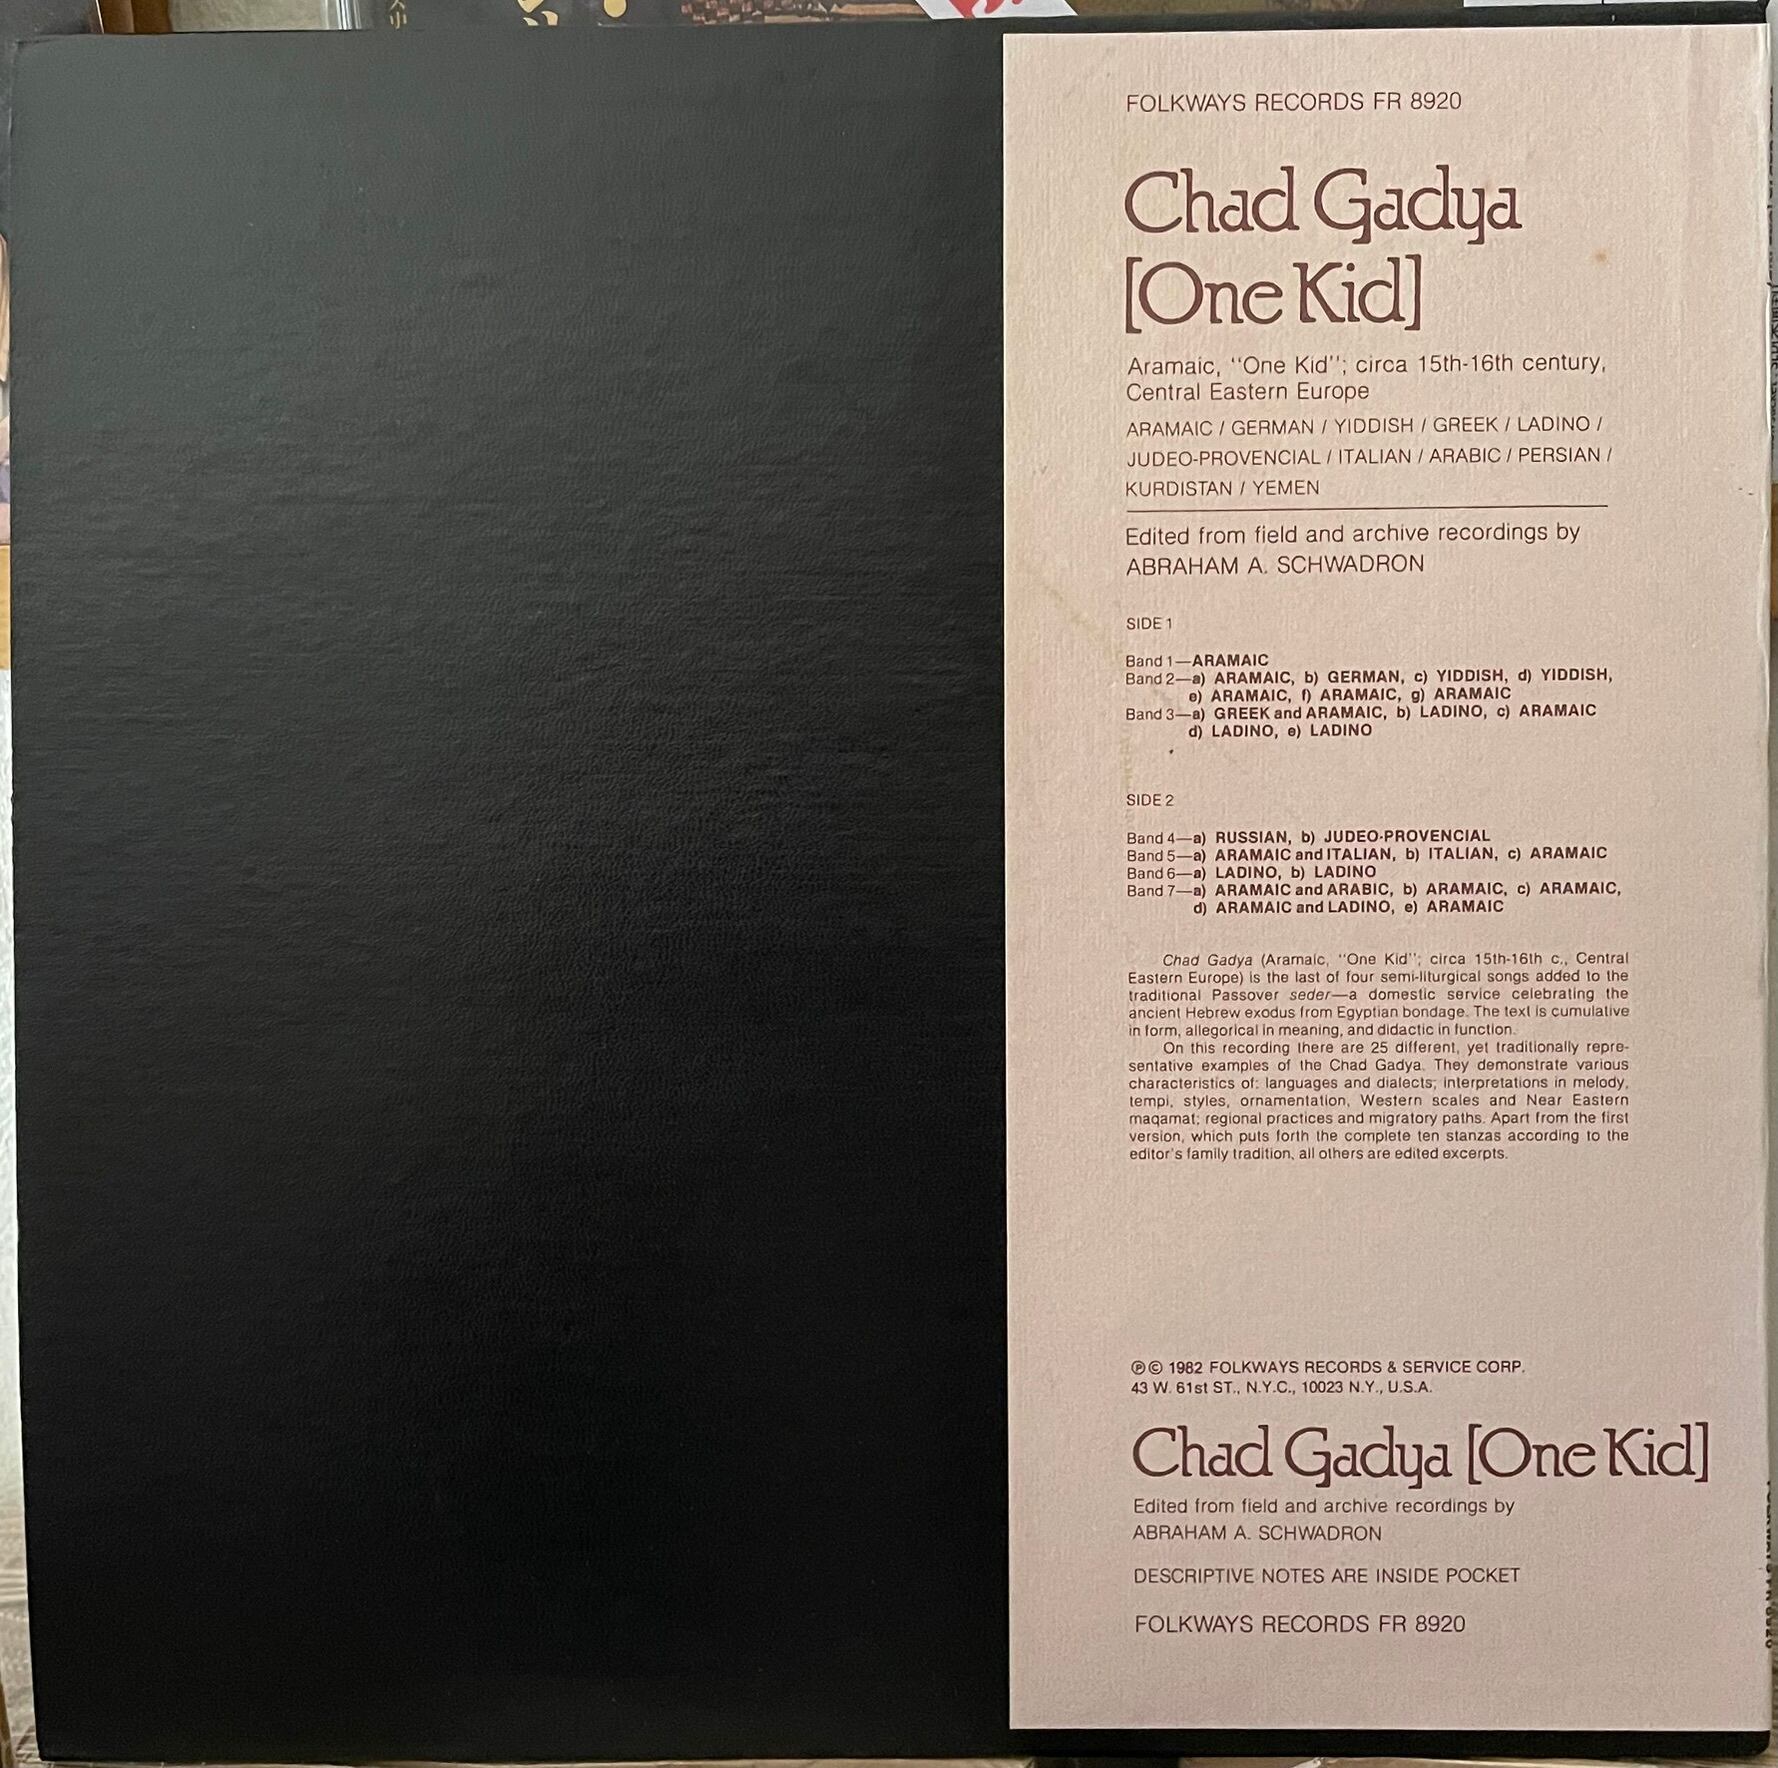 FOLKWAYS RECORDS FR 8920
Chad Gadya
[One Kid]
Aramaic, ‘‘One Kid’’; circa 15th-16th century,
Central Eastern Europe
ARAMAIC / GERMAN / YIDDISH / GREEK / LADINO /
JUDEO-PROVENCIAL / ITALIAN / ARABIC / PERSIAN /
KURDISTAN / YEMEN
Edited from field and archive recordings by
ABRAHAM A. SCHWADRON
SIDE 1
Band 1—ARAMAIC
Band 2—a) ARAMAIC, b) GERMAN, c) YIDDISH, d) YIDDISH,
e) ARAMAIC, f) ARAMAIC, g) ARAMAIC
Band 3—a) GREEK and ARAMAIC, b) LADINO, c) ARAMAIC
d) LADINO, e) LADINO
SIDE 2
Band 4—a) RUSSIAN, b) JUDEO-PROVENCIAL
Band 5—a) ARAMAIC and ITALIAN, b) ITALIAN, c) ARAMAIC
Band 6—a) LADINO, b) LADINO
Band 7—a) ARAMAIC and ARABIC, b) ARAMAIC, c) ARAMAIC,
d) ARAMAIC and LADINO, e) ARAMAIC
Chad Gadya (Aramaic, ‘‘One Kid’’; circa 15th-16th c., Central
Eastern Europe) is the last of four semi-liturgical songs added to the
traditional Passover seder—a domestic service celebrating the
ancient Hebrew exodus from Egyptian bondage. The text is cumulative
in form, allegorical in meaning, and didactic in function.
On this recording there are 25 different, yet traditionally repre-
sentative examples of the Chad Gadya. They demonstrate various
characteristics of: languages and dialects; interpretations in melody,
tempi, styles, ornamentation, Western scales and Near Eastern
maqamat; regional practices and migratory paths. Apart from the first
version, which puts forth the complete ten stanzas according to the
editor's family tradition, all others are edited excerpts.
℗© 1982 FOLKWAYS RECORDS & SERVICE CORP.
43 W. 61st ST., N.Y.C., 10023 N.Y., U.S.A.
Chad Gadya [One Kid]
Edited from field and archive recordings by
ABRAHAM A. SCHWADRON
DESCRIPTIVE NOTES ARE INSIDE POCKET
FOLKWAYS RECORDS FR 8920